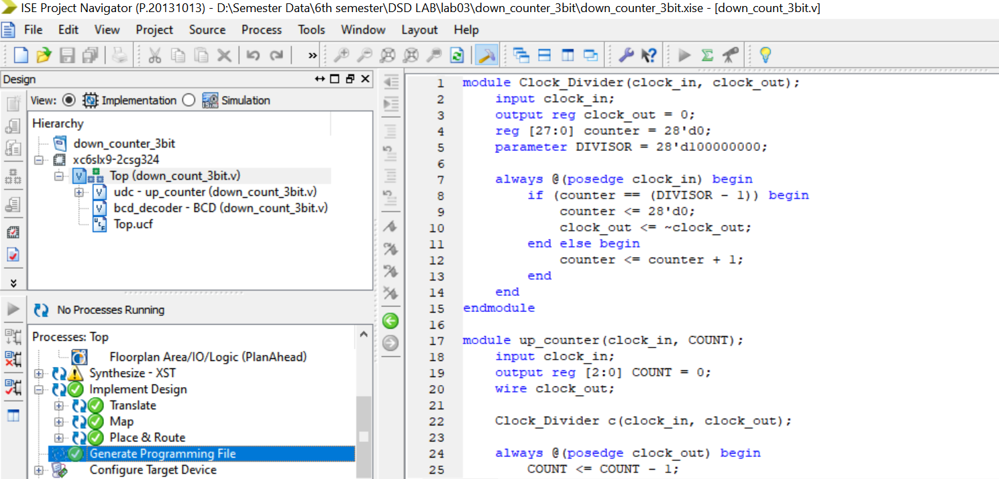 ISE Project Navigator (P.20131013) - D:\Semester Data\6th semester\DSD LAB\lab03\down_counter_3bit\down_counter_3bit.xise - [down_count_3bit.v]
File Edit View Project Source Process Tools Window Layout Help
Design
View: Implementation Simulation
Hierarchy
down_counter_3bit
xc6slx9-2csg324
Top (down_count_3bit.v)
udc - up_counter (down_count_3bit.v)
bcd_decoder - BCD (down_count_3bit.v)
Top.ucf
No Processes Running
Processes: Top
Floorplan Area/IO/Logic (PlanAhead)
Synthesize - XST
Implement Design
Translate
Map
Place & Route
Generate Programming File
Configure Target Device
1 module Clock_Divider(clock_in, clock_out);
2 input clock_in;
3 output reg clock_out = 0;
4 reg [27:0] counter = 28'd0;
5 parameter DIVISOR = 28'd100000000;
6
7 always @(posedge clock_in) begin
8 if (counter == (DIVISOR - 1)) begin
9 counter <= 28'd0;
10 clock_out <= ~clock_out;
11 end else begin
12 counter <= counter + 1;
13 end
14 end
15 endmodule
16
17 module up_counter(clock_in, COUNT);
18 input clock_in;
19 output reg [2:0] COUNT = 0;
20 wire clock_out;
21
22 Clock_Divider c(clock_in, clock_out);
23
24 always @(posedge clock_out) begin
25 COUNT <= COUNT - 1;